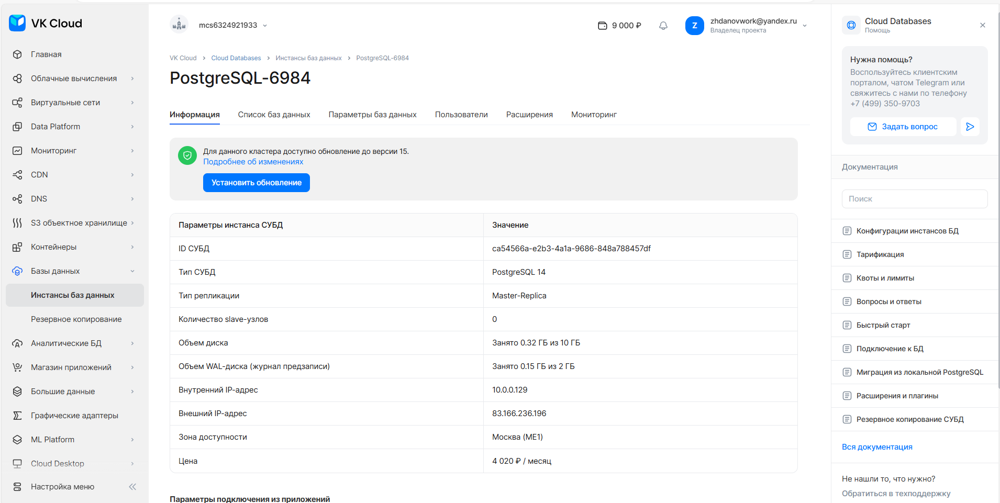 VK Cloud
Главная
Облачные вычисления
Виртуальные сети
Data Platform
Мониторинг
CDN
DNS
S3 объектное хранилище
Контейнеры
Базы данных
Инстансы баз данных
Резервное копирование
Аналитические БД
Магазин приложений
Большие данные
Графические адаптеры
ML Platform
Cloud Desktop
Настройка меню
mcs6324921933
9 000 ₽
Z
zhdanovwork@yandex.ru
Владелец проекта
VK Cloud > Cloud Databases > Инстансы баз данных > PostgreSQL-6984
PostgreSQL-6984
Информация Список баз данных Параметры баз данных Пользователи Расширения Мониторинг
Для данного кластера доступно обновление до версии 15.
Подробнее об изменениях
Установить обновление
Параметры инстанса СУБД Значение
ID СУБД ca54566a-e2b3-4a1a-9686-848a788457df
Тип СУБД PostgreSQL 14
Тип репликации Master-Replica
Количество slave-узлов 0
Объем диска Занято 0.32 ГБ из 10 ГБ
Объем WAL-диска (журнал предзаписи) Занято 0.15 ГБ из 2 ГБ
Внутренний IP-адрес 10.0.0.129
Внешний IP-адрес 83.166.236.196
Зона доступности Москва (ME1)
Цена 4 020 ₽ / месяц
Параметры подключения из приложений
Cloud Databases
Помощь
Нужна помощь?
Воспользуйтесь клиентским
порталом, чатом Telegram или
свяжитесь с нами по телефону
+7 (499) 350-9703
Задать вопрос
Документация
Поиск
Конфигурации инстансов БД
Тарификация
Квоты и лимиты
Вопросы и ответы
Быстрый старт
Подключение к БД
Миграция из локальной PostgreSQL
Расширения и плагины
Резервное копирование СУБД
Вся документация
Не нашли то, что нужно?
Обратиться в техподдержку